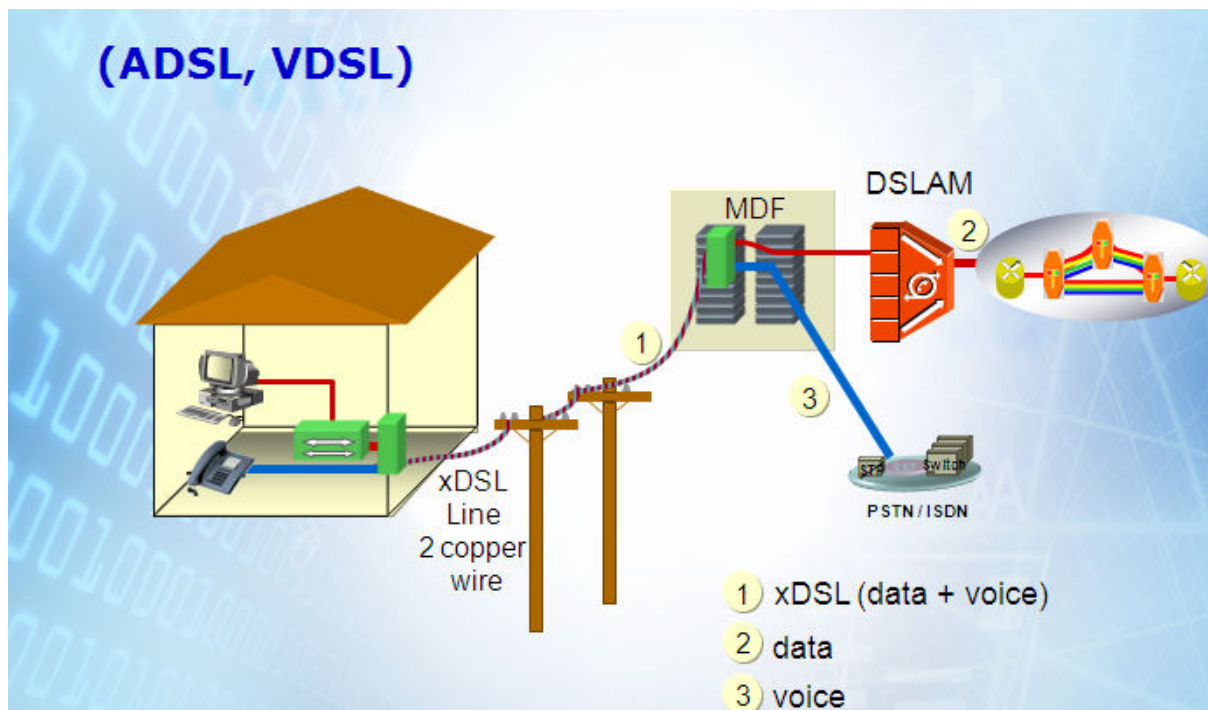 (ADSL, VDSL)
DSLAM
MDF
2
1
3
xDSL
Line
2 copper
wire
STP
Switch
PSTN / ISDN
1 xDSL (data + voice)
2 data
3 voice